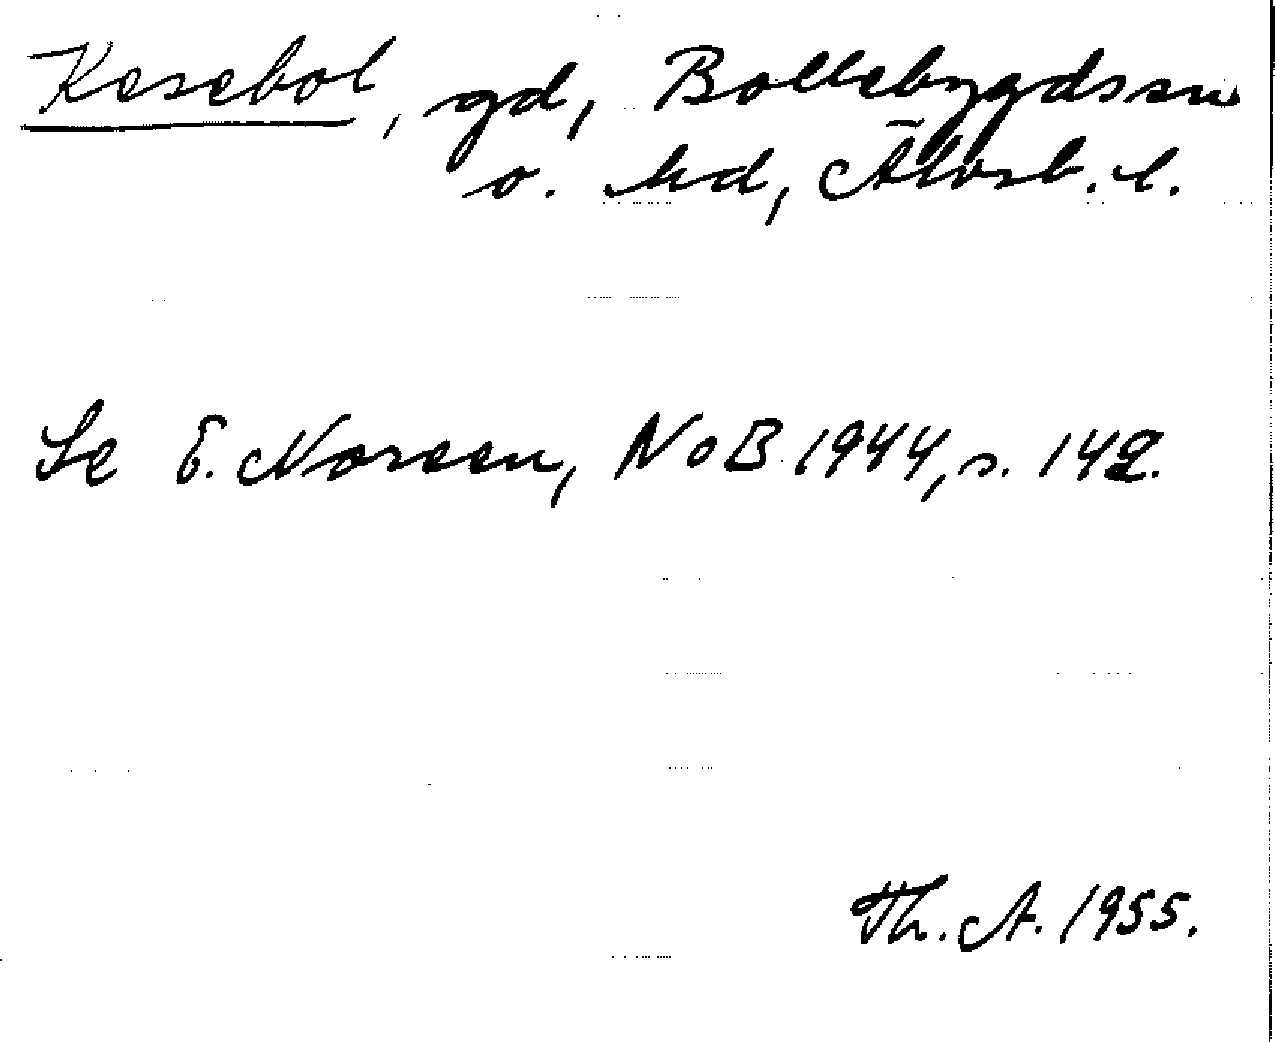 Kesebol, gd, Bollebygds sn
o. hd, Älvsb. l.
Se E. Noreen, NoB 1944, s. 142.
Th. A. 1955.